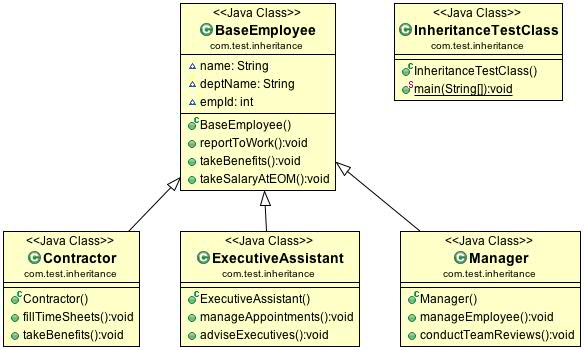 <<Java Class>>
BaseEmployee
com.test.inheritance
name: String
deptName: String
empId: int
BaseEmployee()
reportToWork():void
takeBenefits():void
takeSalaryAtEOM():void
<<Java Class>>
InheritanceTestClass
com.test.inheritance
InheritanceTestClass()
main(String[]):void
<<Java Class>>
Contractor
com.test.inheritance
Contractor()
fillTimeSheets():void
takeBenefits():void
<<Java Class>>
ExecutiveAssistant
com.test.inheritance
ExecutiveAssistant()
manageAppointments():void
adviseExecutives():void
<<Java Class>>
Manager
com.test.inheritance
Manager()
manageEmployee():void
conductTeamReviews():void